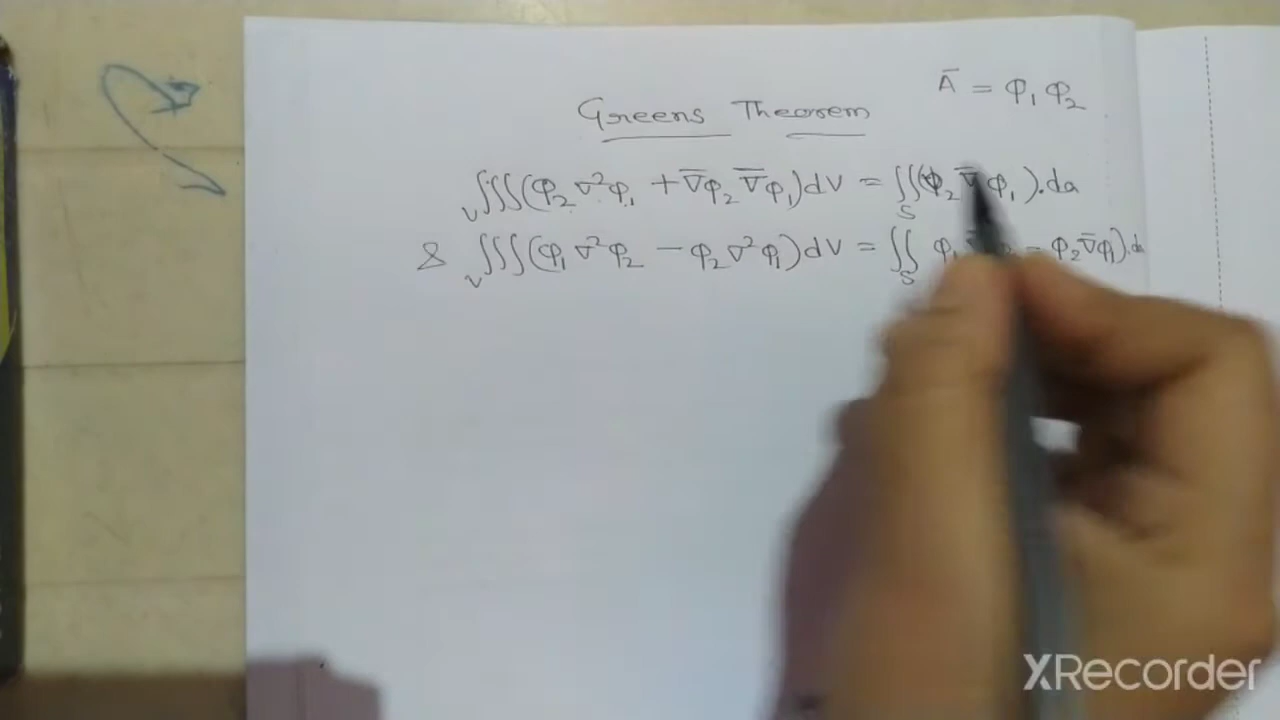 Greens Theorem
A̅ = φ₁ φ₂
∭ᵥ(φ₂ ∇²φ₁ + ∇̅φ₂ ∇̅φ₁)dV = ∬ₛ(φ₂ ∇̅ φ₁).da
& ∭ᵥ(φ₁ ∇²φ₂ − φ₂ ∇²φ₁)dV = ∬ₛ φ₁ − φ₂∇̅φ₁).da
XRecorder